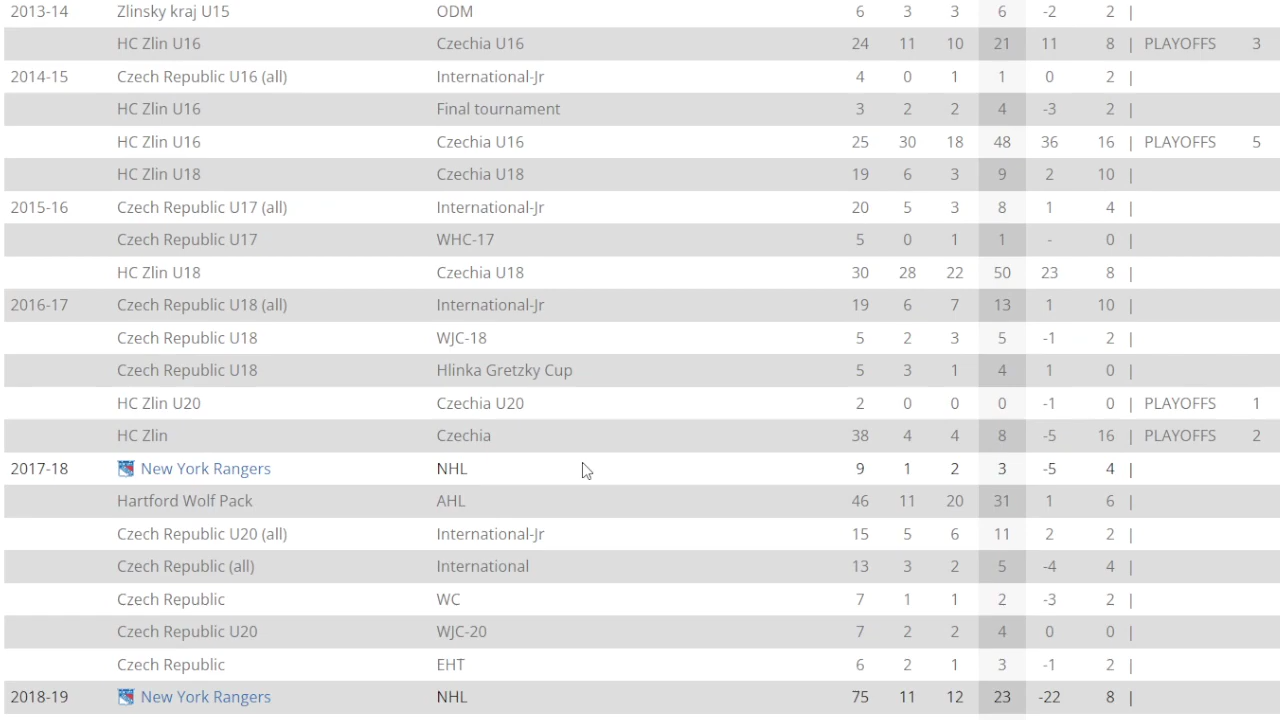 2013-14 Zlinsky kraj U15 ODM 6 3 3 6 -2 2 |
HC Zlin U16 Czechia U16 24 11 10 21 11 8 | PLAYOFFS 3
2014-15 Czech Republic U16 (all) International-Jr 4 0 1 1 0 2 |
HC Zlin U16 Final tournament 3 2 2 4 -3 2 |
HC Zlin U16 Czechia U16 25 30 18 48 36 16 | PLAYOFFS 5
HC Zlin U18 Czechia U18 19 6 3 9 2 10 |
2015-16 Czech Republic U17 (all) International-Jr 20 5 3 8 1 4 |
Czech Republic U17 WHC-17 5 0 1 1 - 0 |
HC Zlin U18 Czechia U18 30 28 22 50 23 8 |
2016-17 Czech Republic U18 (all) International-Jr 19 6 7 13 1 10 |
Czech Republic U18 WJC-18 5 2 3 5 -1 2 |
Czech Republic U18 Hlinka Gretzky Cup 5 3 1 4 1 0 |
HC Zlin U20 Czechia U20 2 0 0 0 -1 0 | PLAYOFFS 1
HC Zlin Czechia 38 4 4 8 -5 16 | PLAYOFFS 2
2017-18 New York Rangers NHL 9 1 2 3 -5 4 |
Hartford Wolf Pack AHL 46 11 20 31 1 6 |
Czech Republic U20 (all) International-Jr 15 5 6 11 2 2 |
Czech Republic (all) International 13 3 2 5 -4 4 |
Czech Republic WC 7 1 1 2 -3 2 |
Czech Republic U20 WJC-20 7 2 2 4 0 0 |
Czech Republic EHT 6 2 1 3 -1 2 |
2018-19 New York Rangers NHL 75 11 12 23 -22 8 |